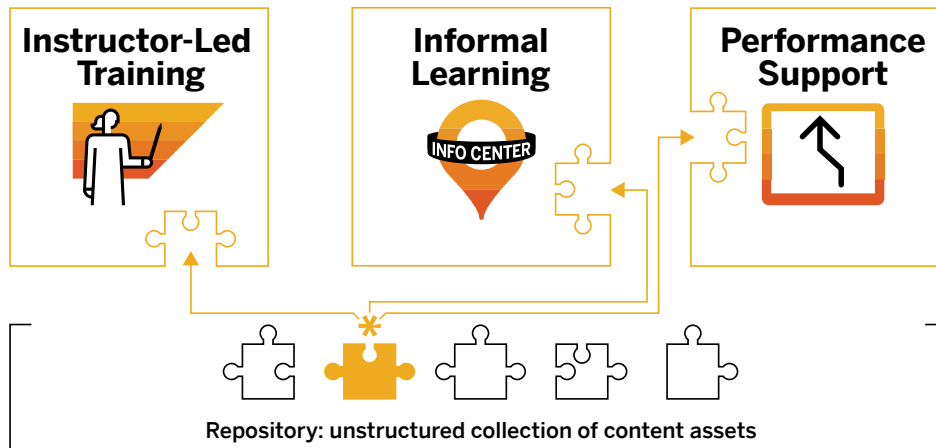 Instructor-Led
Training
Informal
Learning
INFO CENTER
Performance
Support
Repository: unstructured collection of content assets